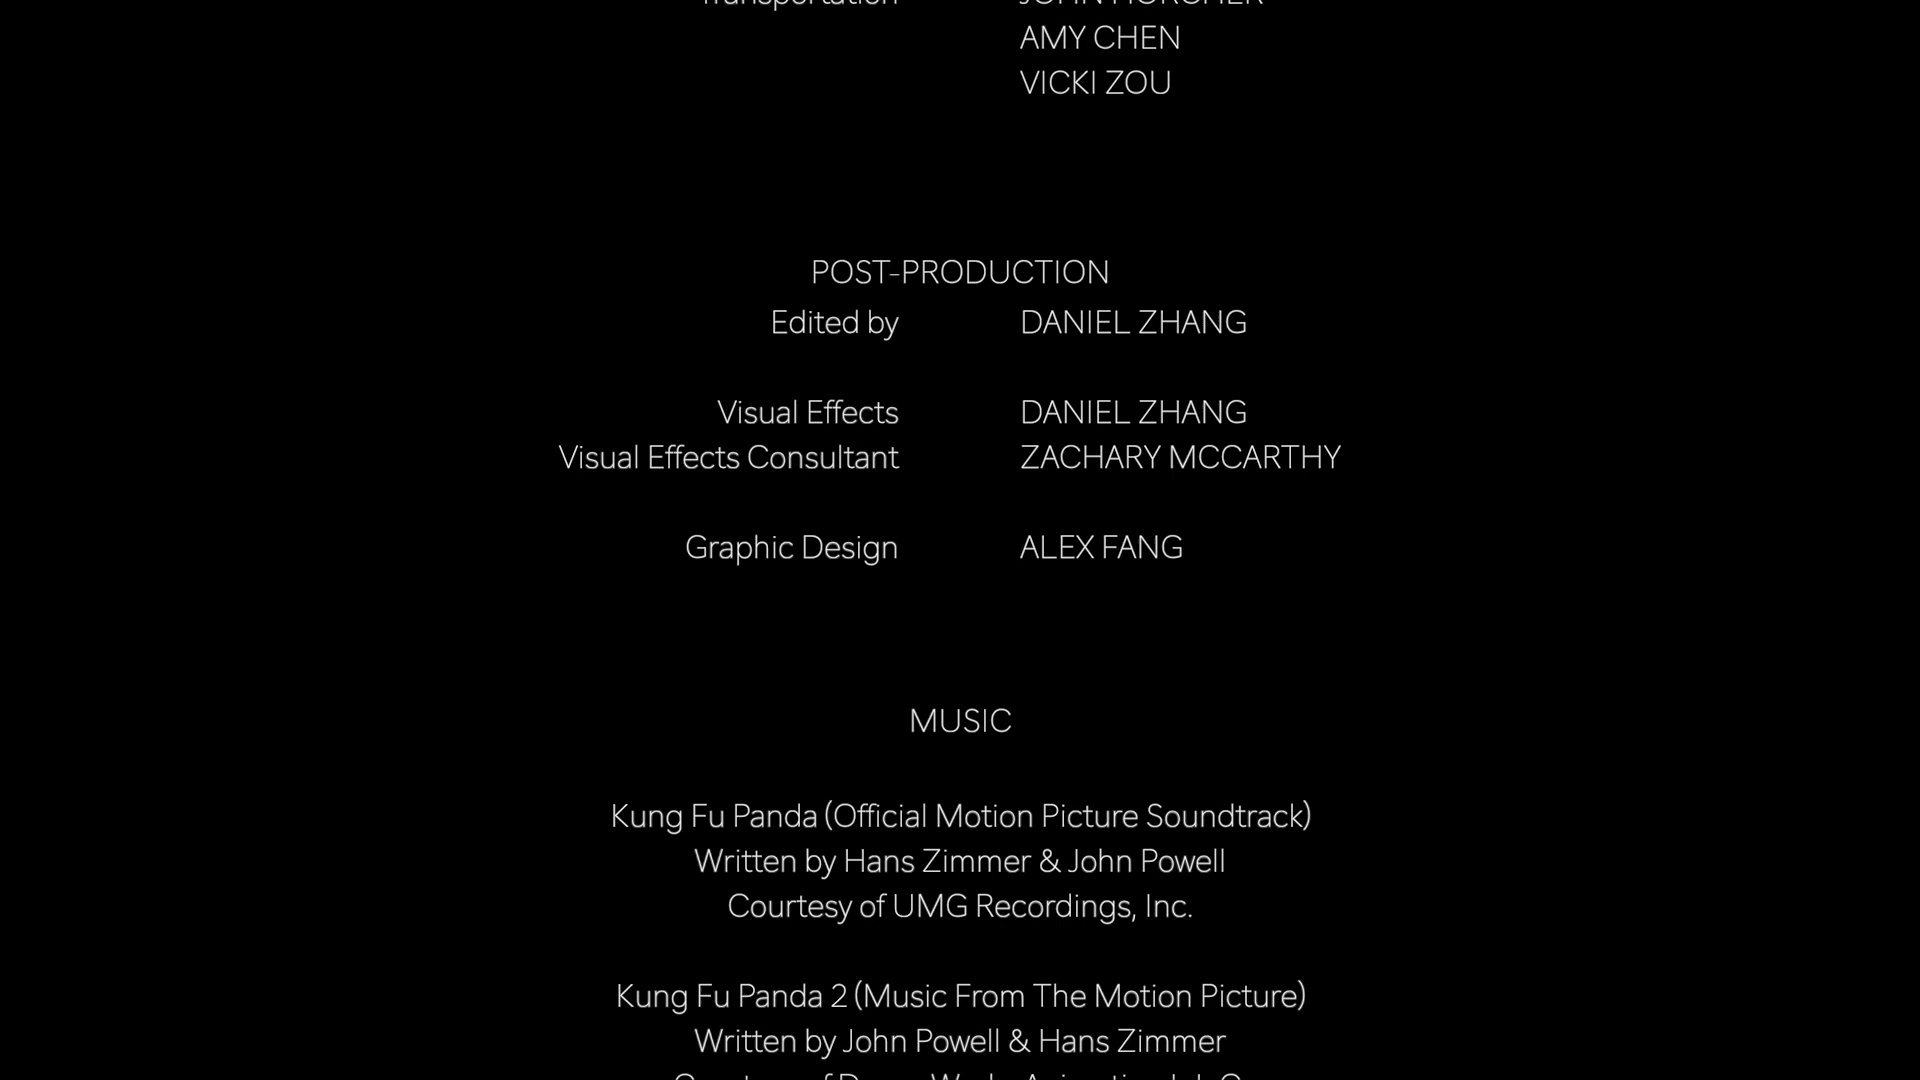 Transportation
AMY CHEN
VICKI ZOU
POST-PRODUCTION
Edited by DANIEL ZHANG
Visual Effects DANIEL ZHANG
Visual Effects Consultant ZACHARY MCCARTHY
Graphic Design ALEX FANG
MUSIC
Kung Fu Panda (Official Motion Picture Soundtrack)
Written by Hans Zimmer & John Powell
Courtesy of UMG Recordings, Inc.
Kung Fu Panda 2 (Music From The Motion Picture)
Written by John Powell & Hans Zimmer